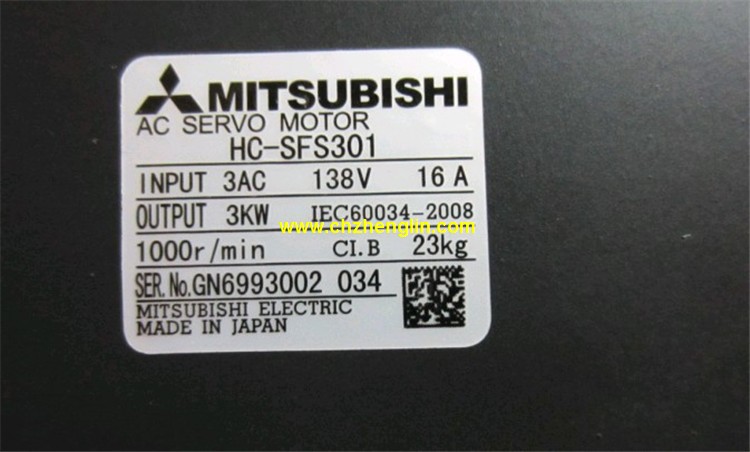 MITSUBISHI
AC SERVO MOTOR
HC-SFS301
INPUT 3AC 138V 16A
OUTPUT 3KW IEC60034-2008
www.chzhenglin.com
1000r/min CI.B 23kg
SER.No.GN6993002 034
MITSUBISHI ELECTRIC
MADE IN JAPAN